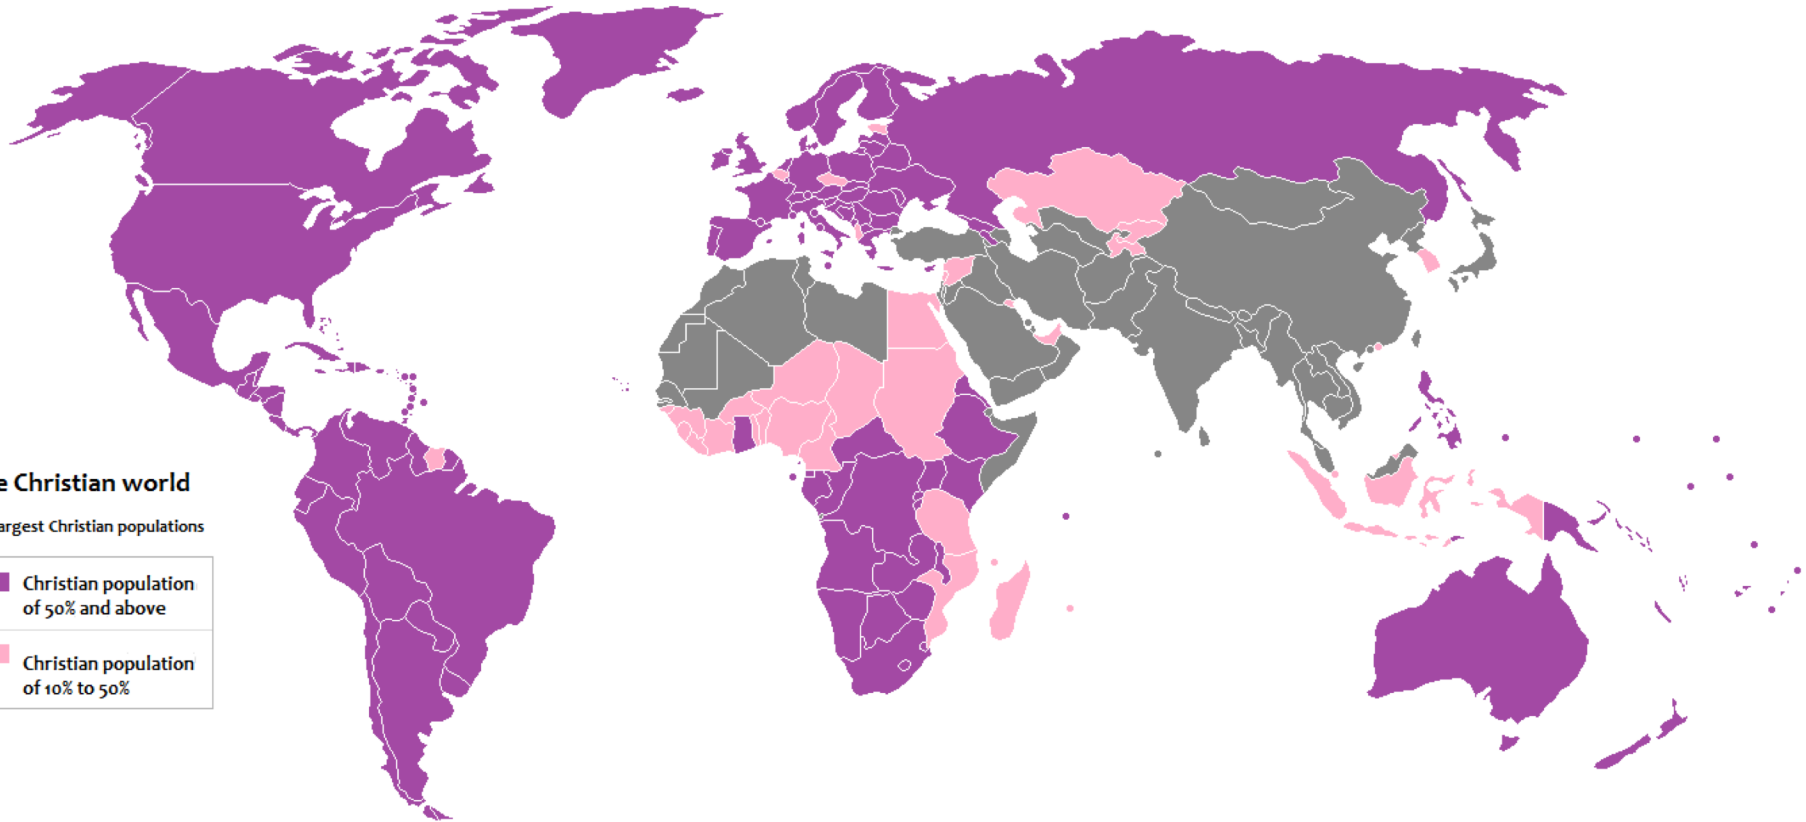 e Christian world
argest Christian populations
Christian population
of 50% and above
Christian population
of 10% to 50%